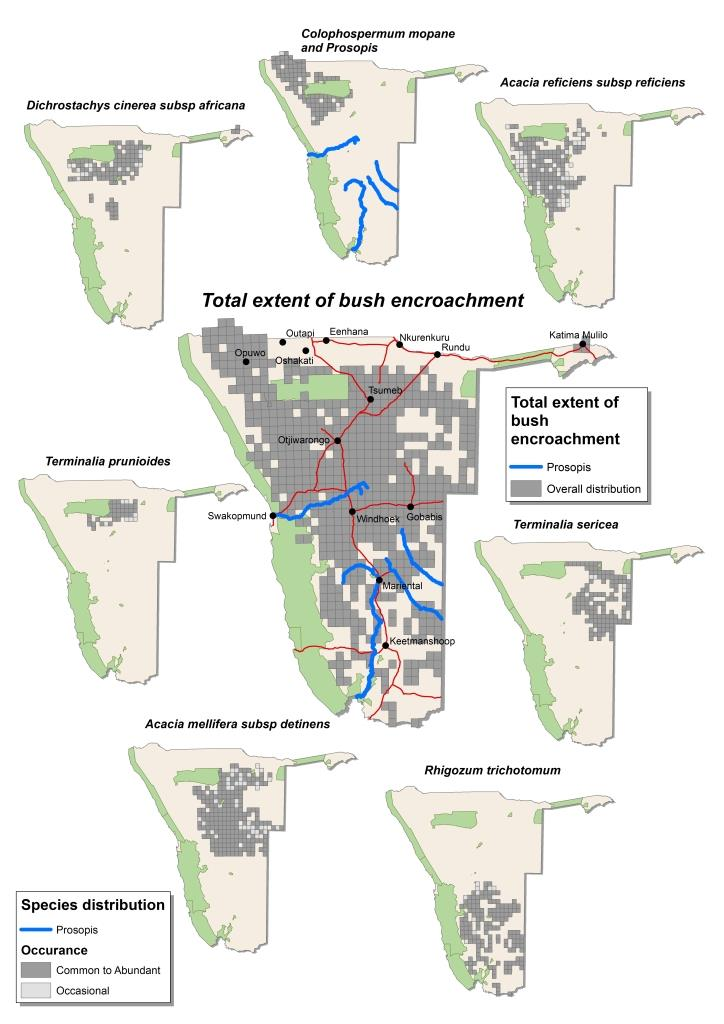 Colophospermum mopane
and Prosopis
Acacia reficiens subsp reficiens
Dichrostachys cinerea subsp africana
Total extent of bush encroachment
Outapi
Eenhana
Nkurenkuru
Rundu
Katima Mulilo
Opuwo
Oshakati
Tsumeb
Otjiwarongo
Swakopmund
Windhoek
Gobabis
Mariental
Keetmanshoop
Total extent of
bush
encroachment
Prosopis
Overall distribution
Terminalia prunioides
Terminalia sericea
Acacia mellifera subsp detinens
Rhigozum trichotomum
Species distribution
Prosopis
Occurance
Common to Abundant
Occasional